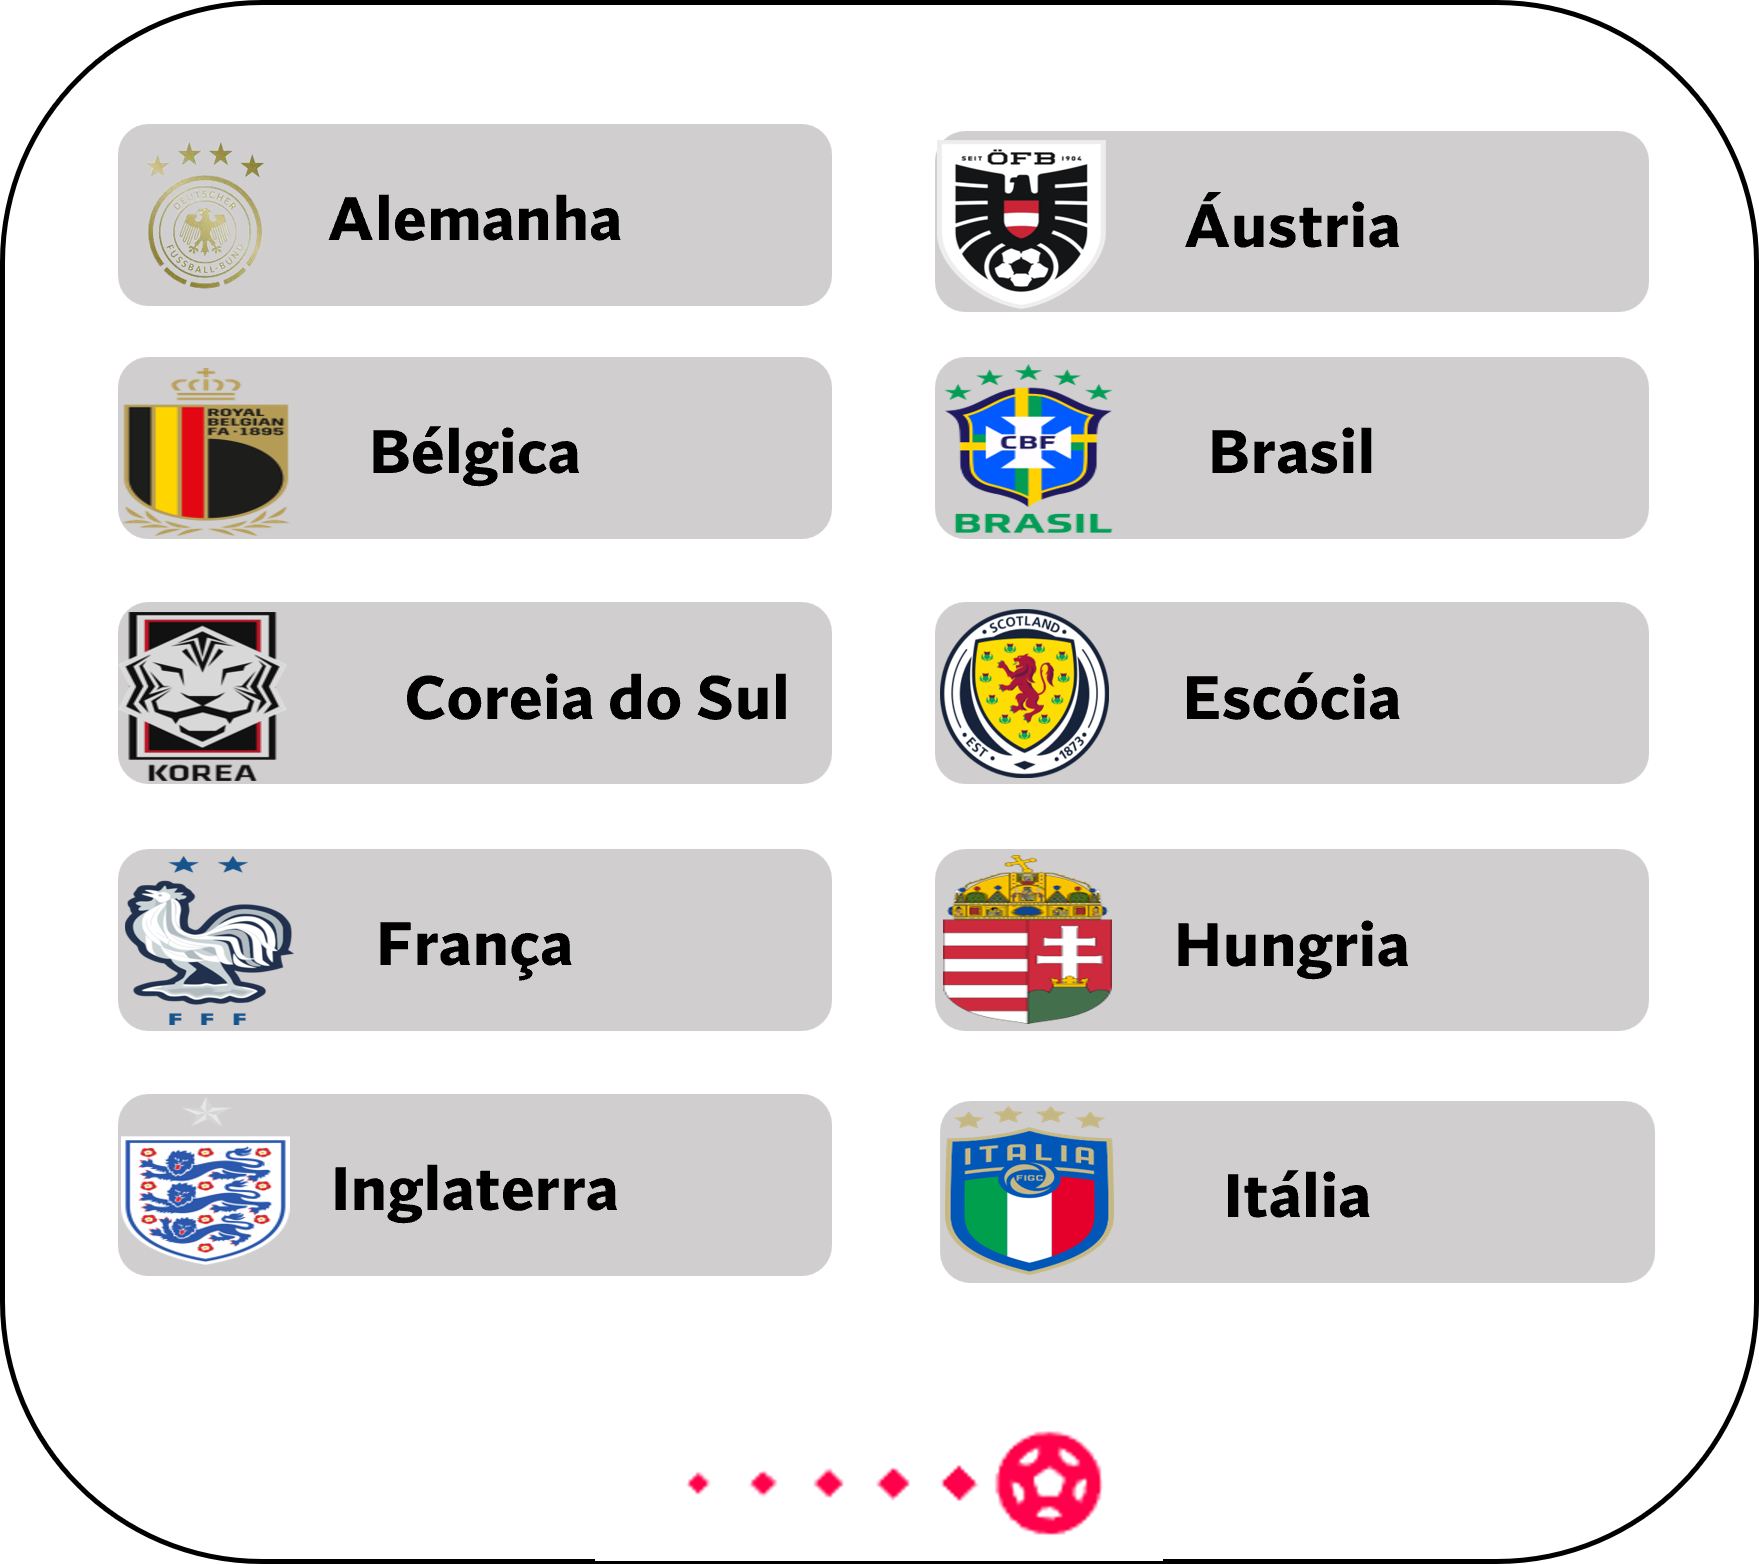 DEUTSCHER
FUSSBALL-BUND
Alemanha
SEIT ÖFB 1904
Áustria
ROYAL
BELGIAN
FA·1895
Bélgica
CBF
BRASIL
Brasil
KOREA
Coreia do Sul
SCOTLAND
EST. 1873
Escócia
FFF
França
Hungria
Inglaterra
ITALIA
FIGC
Itália